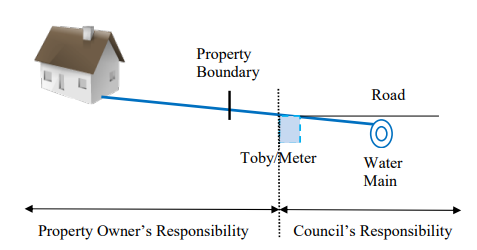 Property
Boundary
Road
Toby/Meter
Water
Main
Property Owner's Responsibility
Council's Responsibility